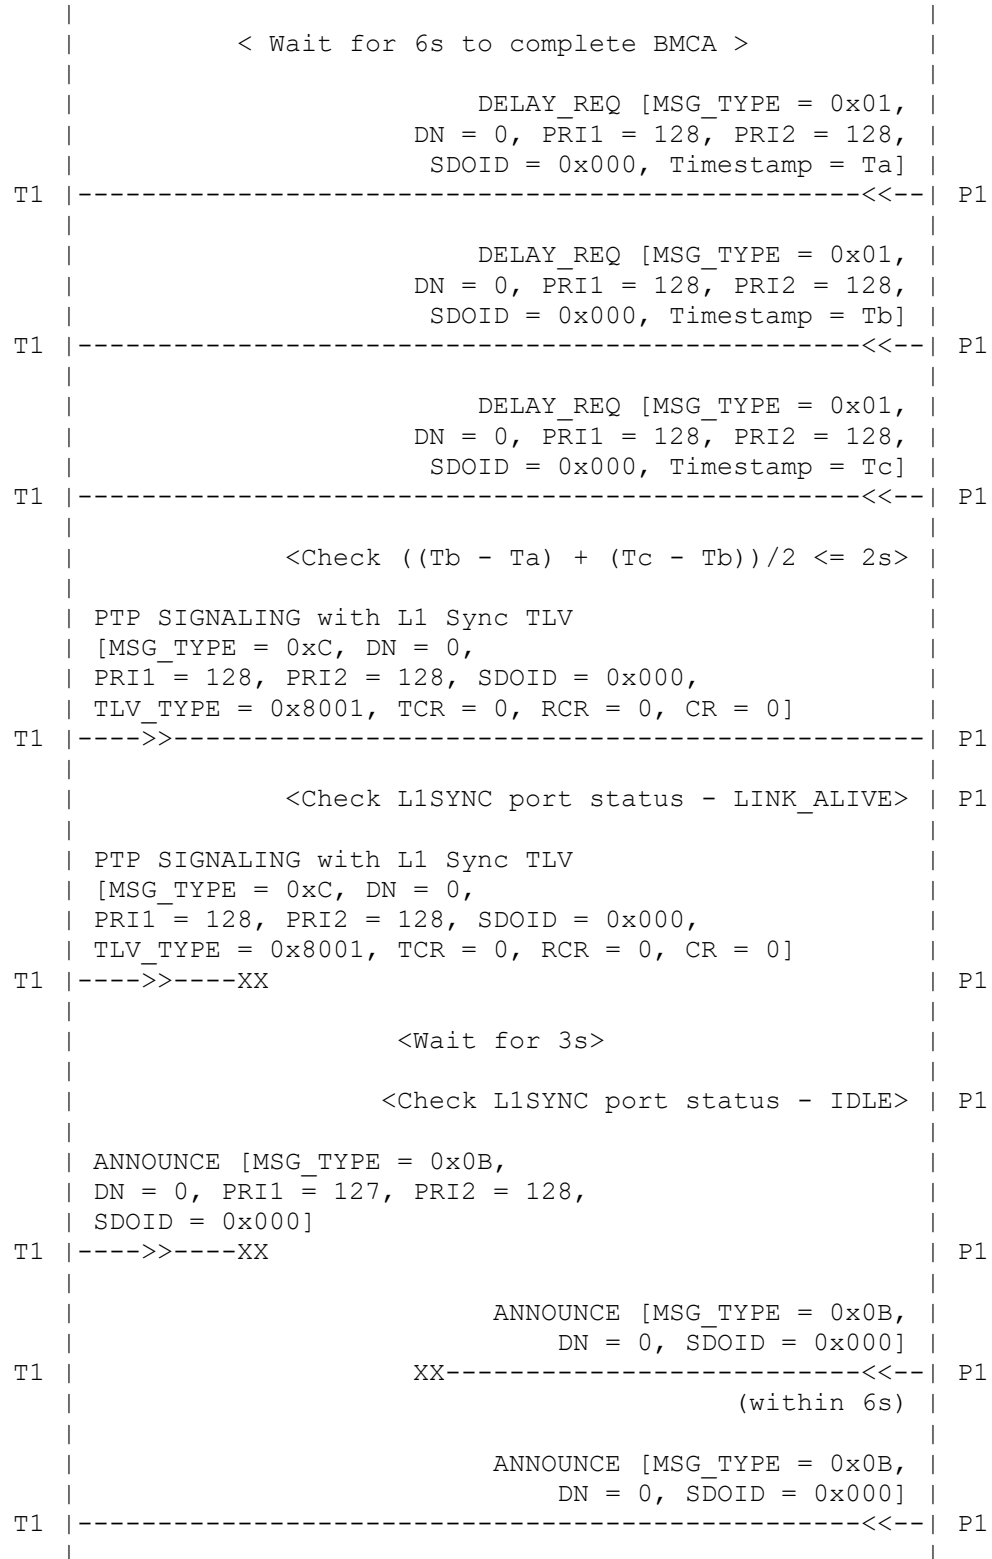 |                                                      |
     |          < Wait for 6s to complete BMCA >            |
     |                                                      |
     |                         DELAY_REQ [MSG_TYPE = 0x01,  |
     |                     DN = 0, PRI1 = 128, PRI2 = 128,  |
     |                      SDOID = 0x000, Timestamp = Ta]  |
T1   |-------------------------------------------------<<--| P1
     |                                                      |
     |                         DELAY_REQ [MSG_TYPE = 0x01,  |
     |                     DN = 0, PRI1 = 128, PRI2 = 128,  |
     |                      SDOID = 0x000, Timestamp = Tb]  |
T1   |-------------------------------------------------<<--| P1
     |                                                      |
     |                         DELAY_REQ [MSG_TYPE = 0x01,  |
     |                     DN = 0, PRI1 = 128, PRI2 = 128,  |
     |                      SDOID = 0x000, Timestamp = Tc]  |
T1   |-------------------------------------------------<<--| P1
     |                                                      |
     |             <Check ((Tb - Ta) + (Tc - Tb))/2 <= 2s>  |
     |                                                      |
     | PTP SIGNALING with L1 Sync TLV                       |
     | [MSG_TYPE = 0xC, DN = 0,                             |
     | PRI1 = 128, PRI2 = 128, SDOID = 0x000,               |
     | TLV_TYPE = 0x8001, TCR = 0, RCR = 0, CR = 0]         |
T1   |---->>-----------------------------------------------| P1
     |                                                      |
     |             <Check L1SYNC port status - LINK_ALIVE>  | P1
     |                                                      |
     | PTP SIGNALING with L1 Sync TLV                       |
     | [MSG_TYPE = 0xC, DN = 0,                             |
     | PRI1 = 128, PRI2 = 128, SDOID = 0x000,               |
     | TLV_TYPE = 0x8001, TCR = 0, RCR = 0, CR = 0]         |
T1   |---->>----XX                                          | P1
     |                                                      |
     |                    <Wait for 3s>                     |
     |                                                      |
     |                   <Check L1SYNC port status - IDLE>  | P1
     |                                                      |
     | ANNOUNCE [MSG_TYPE = 0x0B,                           |
     | DN = 0, PRI1 = 127, PRI2 = 128,                      |
     | SDOID = 0x000]                                       |
T1   |---->>----XX                                          | P1
     |                                                      |
     |                          ANNOUNCE [MSG_TYPE = 0x0B,  |
     |                              DN = 0, SDOID = 0x000]  |
T1   |                     XX--------------------------<<--| P1
     |                                         (within 6s)  |
     |                                                      |
     |                          ANNOUNCE [MSG_TYPE = 0x0B,  |
     |                              DN = 0, SDOID = 0x000]  |
T1   |-------------------------------------------------<<--| P1
     |                                                      |